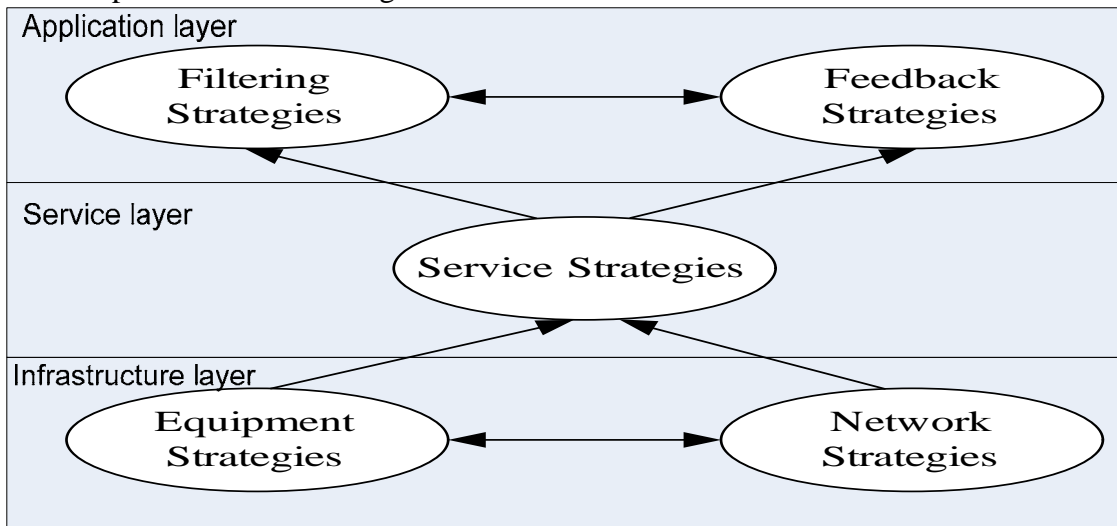 Application layer
Filtering
Strategies
Feedback
Strategies
Service layer
Service Strategies
Infrastructure layer
Equipment
Strategies
Network
Strategies